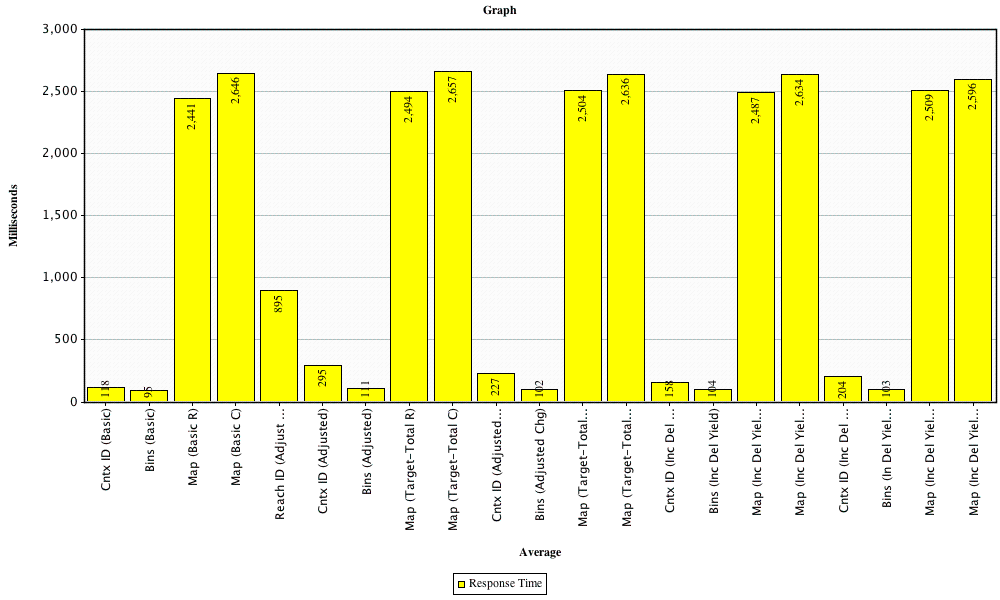 Graph
3,000
2,500
2,000
1,500
1,000
500
0
Milliseconds
118
95
2,441
2,646
895
295
111
2,494
2,657
227
102
2,504
2,636
158
104
2,487
2,634
204
103
2,509
2,596
Cntx ID (Basic)
Bins (Basic)
Map (Basic R)
Map (Basic C)
Reach ID (Adjust ...
Cntx ID (Adjusted)
Bins (Adjusted)
Map (Target-Total R)
Map (Target-Total C)
Cntx ID (Adjusted...
Bins (Adjusted Chg)
Map (Target-Total...
Map (Target-Total...
Cntx ID (Inc Del ...
Bins (Inc Del Yield)
Map (Inc Del Yiel...
Map (Inc Del Yiel...
Cntx ID (Inc Del ...
Bins (In Del Yiel...
Map (Inc Del Yiel...
Map (Inc Del Yiel...
Average
Response Time